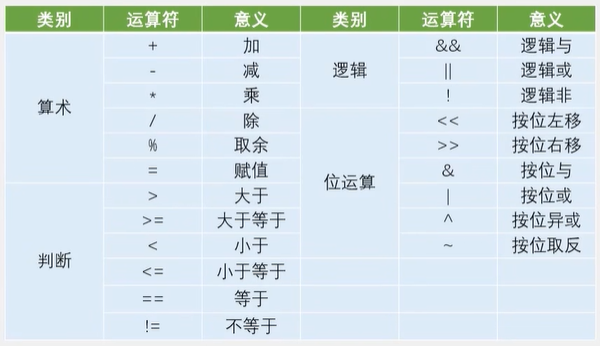 类别 运算符 意义 类别 运算符 意义
+ 加 && 逻辑与
- 减 逻辑 || 逻辑或
* 乘 ! 逻辑非
算术 / 除 << 按位左移
% 取余 >> 按位右移
= 赋值 位运算 & 按位与
> 大于 | 按位或
>= 大于等于 ^ 按位异或
判断 < 小于 ~ 按位取反
<= 小于等于
== 等于
!= 不等于